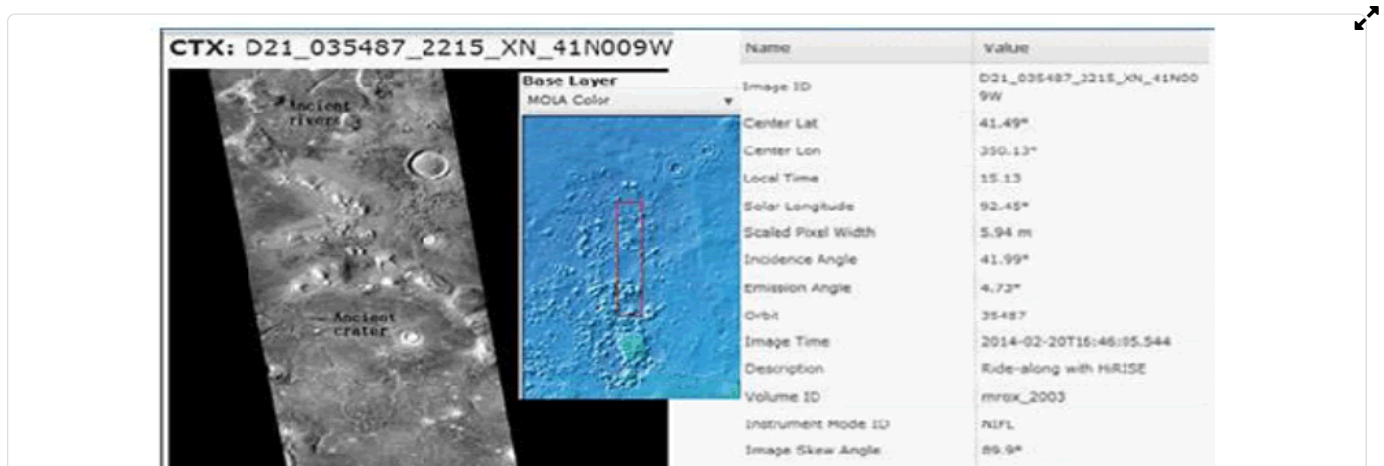 CTX: D21_035487_2215_XN_41N009W
Ancient
rivers
Ancient
crater
Base Layer
MOLA Color
Name Value
Image ID D21_035487_2215_XN_41N00
9W
Center Lat 41.49°
Center Lon 350.13°
Local Time 15.13
Solar Longitude 92.45°
Scaled Pixel Width 5.94 m
Incidence Angle 41.99°
Emission Angle 4.73°
Orbit 35487
Image Time 2014-02-20T16:46:05.544
Description Ride-along with HiRISE
Volume ID mrox_2003
Instrument Mode ID NIFL
Image Skew Angle 89.9°